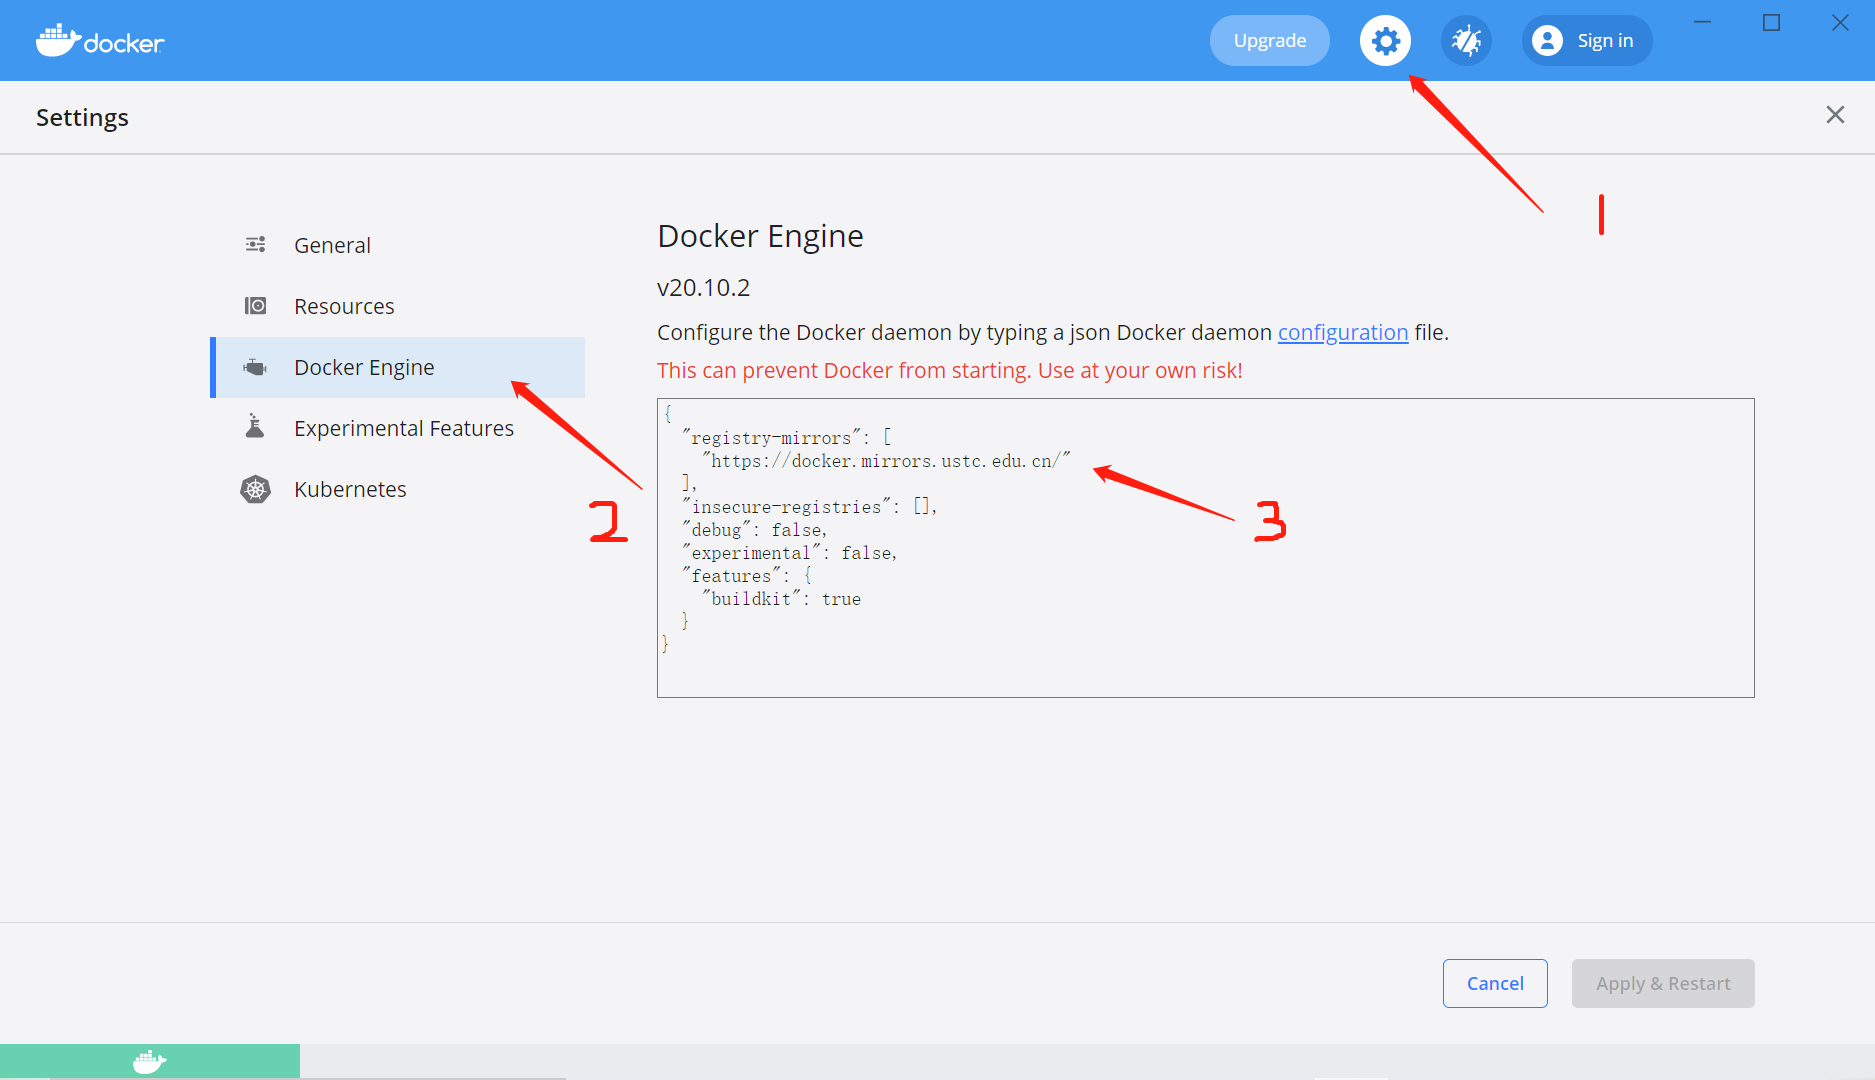 docker
Upgrade
Sign in
Settings
1
General
Resources
Docker Engine
Experimental Features
Kubernetes
2
Docker Engine
v20.10.2
Configure the Docker daemon by typing a json Docker daemon configuration file.
This can prevent Docker from starting. Use at your own risk!
{
  "registry-mirrors": [
    "https://docker.mirrors.ustc.edu.cn/"
  ],
  "insecure-registries": [],
  "debug": false,
  "experimental": false,
  "features": {
    "buildkit": true
  }
}
3
Cancel
Apply & Restart